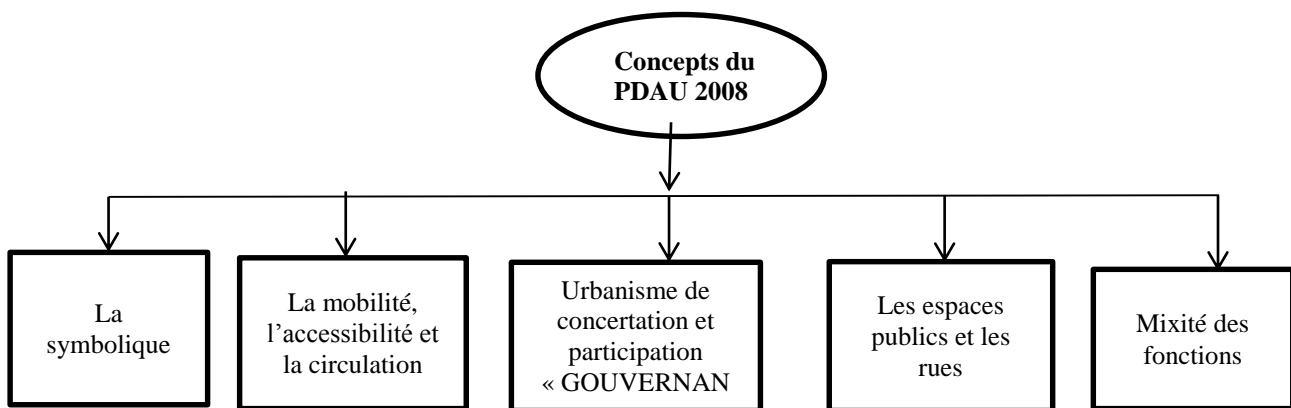 Concepts du
PDAU 2008
La
symbolique
La mobilité,
l'accessibilité et
la circulation
Urbanisme de
concertation et
participation
« GOUVERNAN
Les espaces
publics et les
rues
Mixité des
fonctions